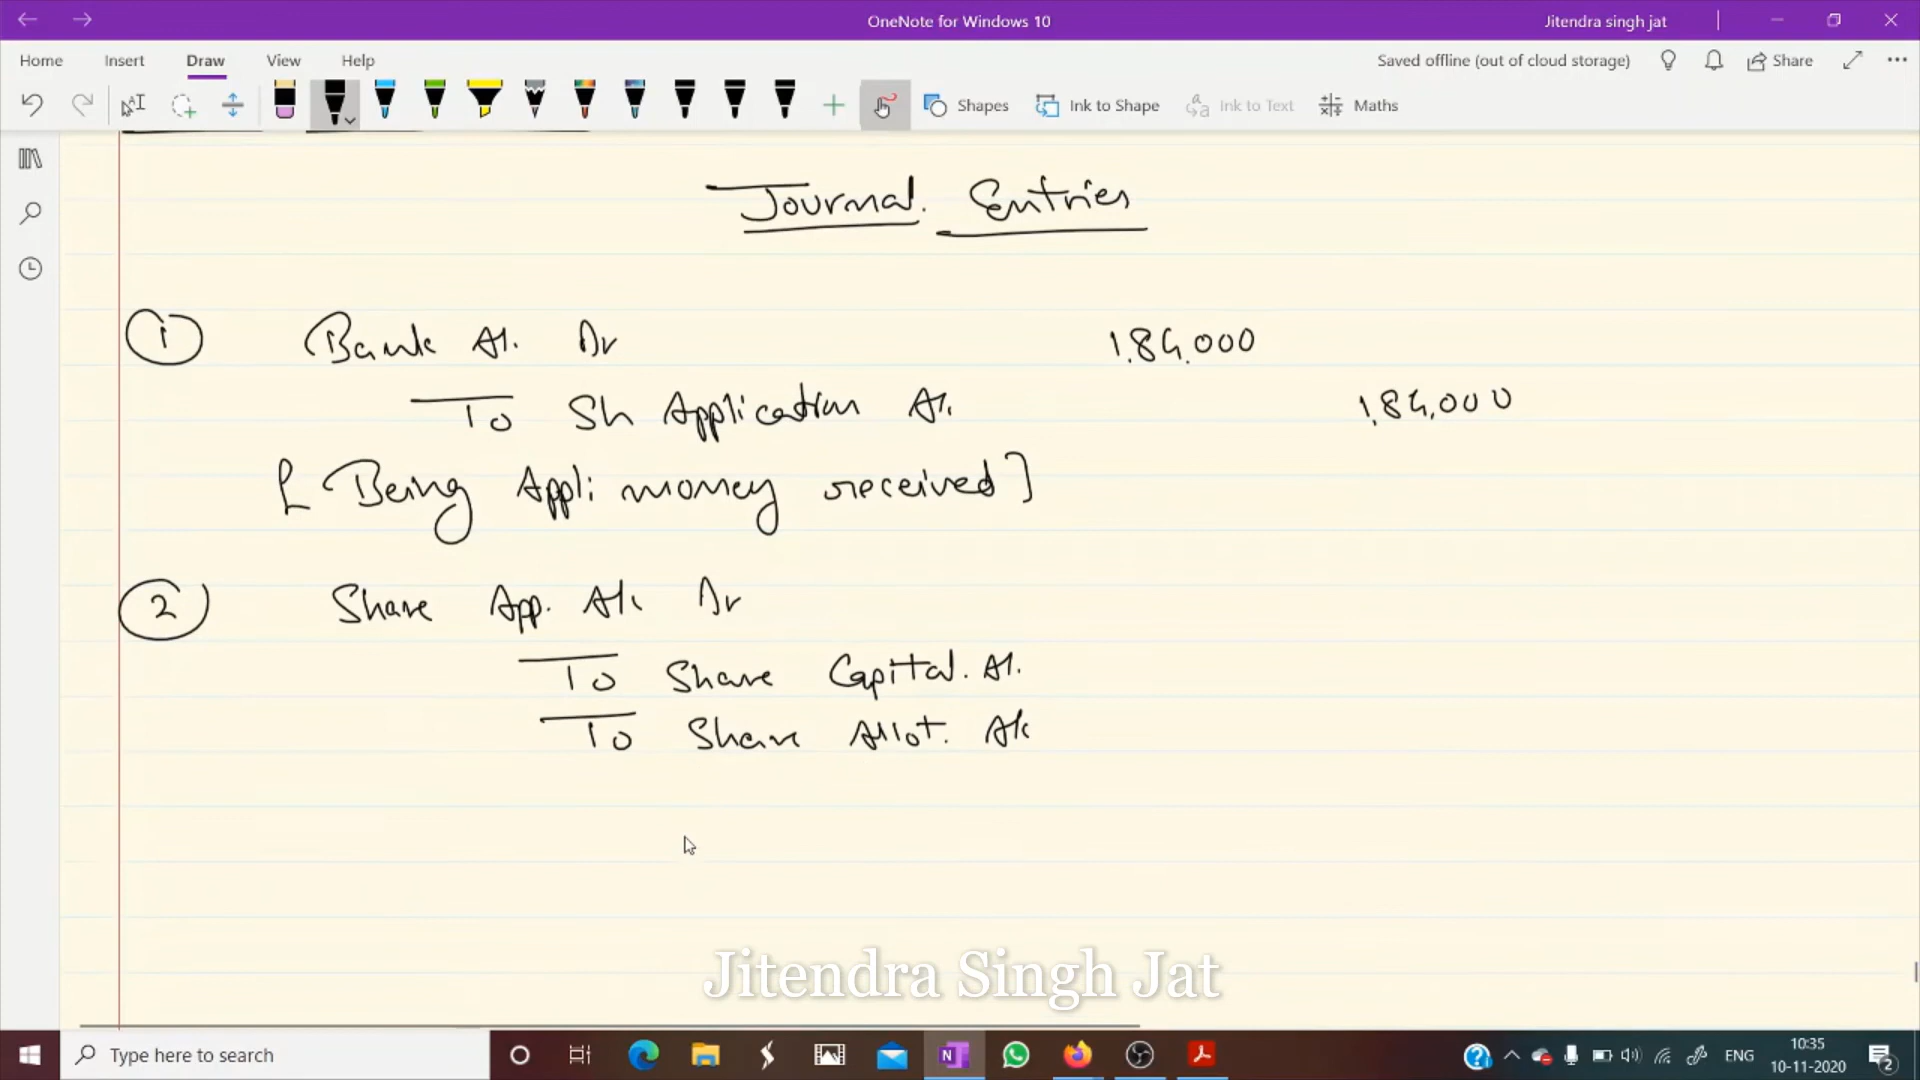 OneNote for Windows 10
Jitendra singh jat
Home Insert Draw View Help
Saved offline (out of cloud storage)
Share
Shapes
Ink to Shape
Ink to Text
Maths
Journal. Entries
1 Bank A/. Dr 1,84,000
To Sh Application A/. 1,84,000
[ Being Appli money received ]
2 Share App. A/c Dr
To Share Capital. A/.
To Share Allot. A/c
Jitendra Singh Jat
Type here to search
ENG
10:35
10-11-2020
2